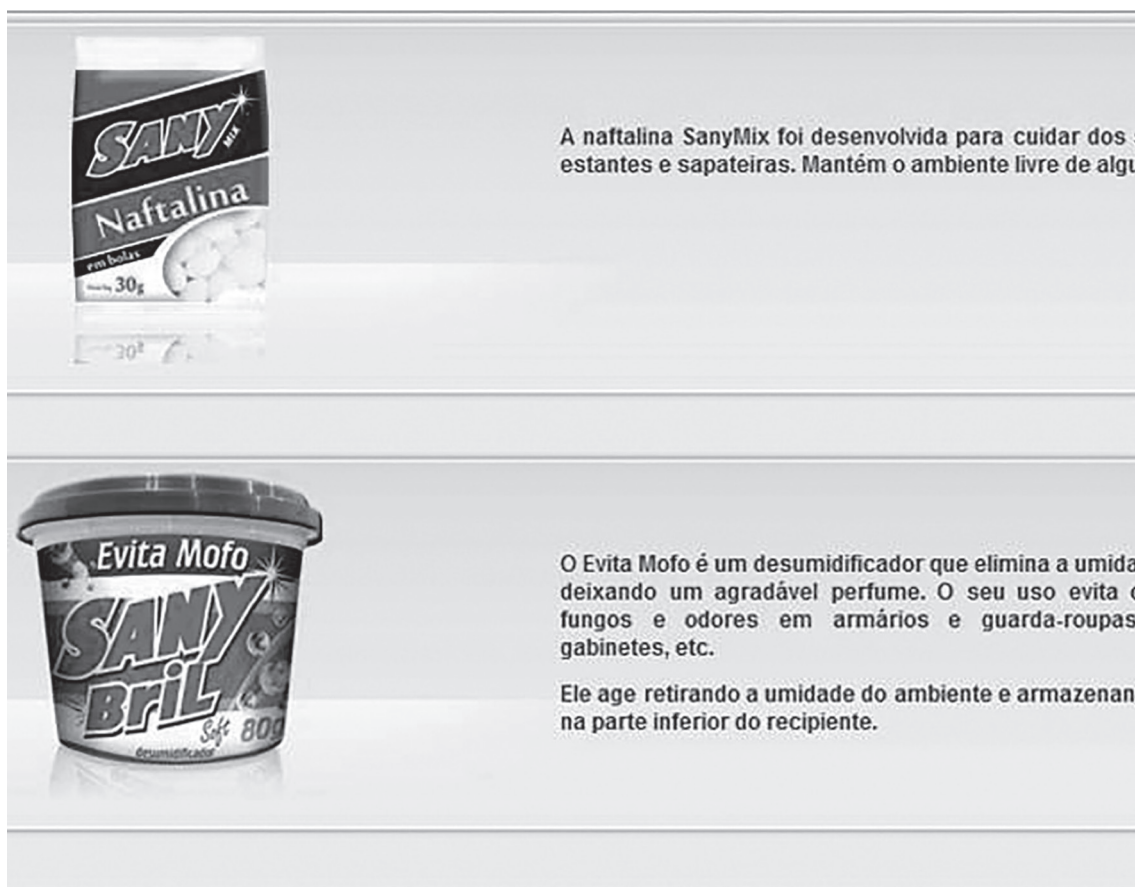 SANY MIX
Naftalina
em bolas
30g
A naftalina SanyMix foi desenvolvida para cuidar dos
estantes e sapateiras. Mantém o ambiente livre de algu
Evita Mofo
SANY
BriL
Soft 80g
desumidificador
O Evita Mofo é um desumidificador que elimina a umida
deixando um agradável perfume. O seu uso evita
fungos e odores em armários e guarda-roupas
gabinetes, etc.
Ele age retirando a umidade do ambiente e armazenan
na parte inferior do recipiente.